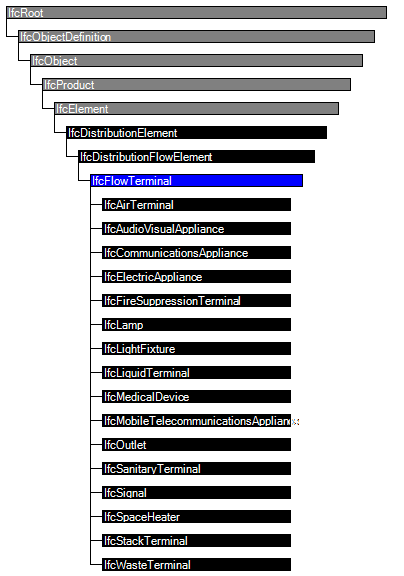 IfcRoot
IfcObjectDefinition
IfcObject
IfcProduct
IfcElement
IfcDistributionElement
IfcDistributionFlowElement
IfcFlowTerminal
IfcAirTerminal
IfcAudioVisualAppliance
IfcCommunicationsAppliance
IfcElectricAppliance
IfcFireSuppressionTerminal
IfcLamp
IfcLightFixture
IfcLiquidTerminal
IfcMedicalDevice
IfcMobileTelecommunicationsAppliance
IfcOutlet
IfcSanitaryTerminal
IfcSignal
IfcSpaceHeater
IfcStackTerminal
IfcWasteTerminal